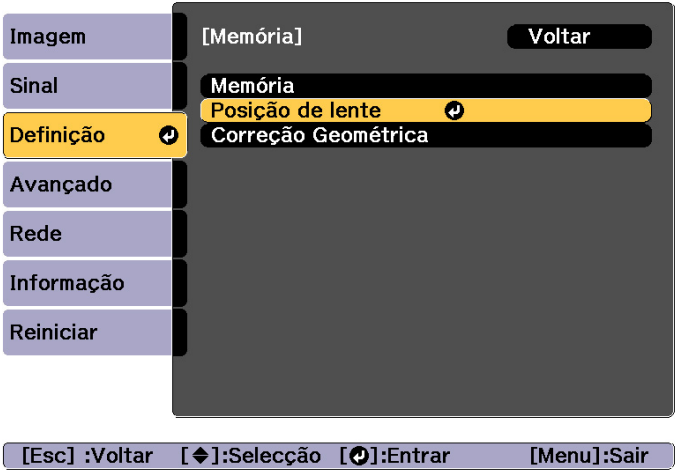 Imagem
Sinal
Definição
Avançado
Rede
Informação
Reiniciar
[Memória] Voltar
Memória
Posição de lente
Correção Geométrica
[Esc] :Voltar [◆]:Selecção [↵]:Entrar [Menu]:Sair